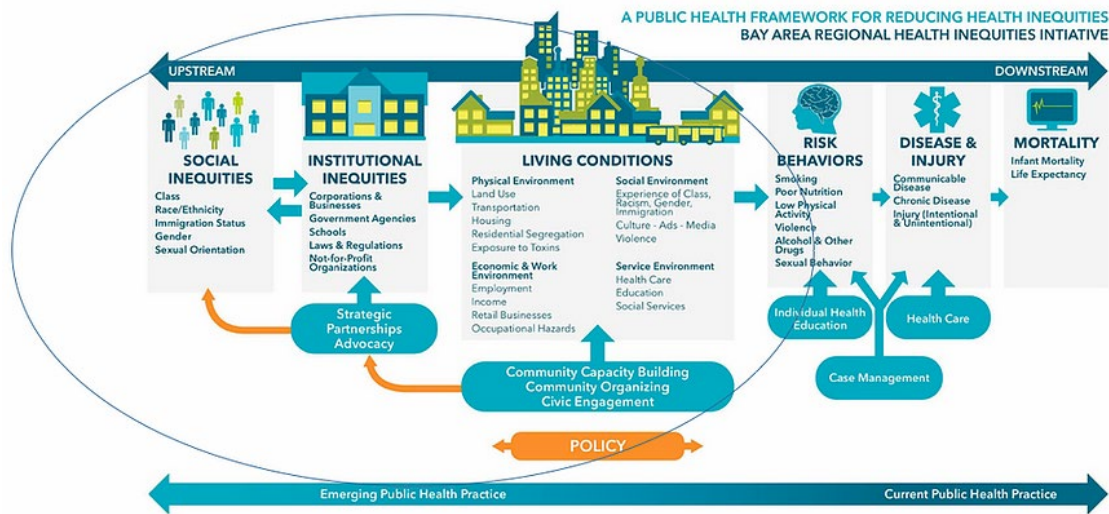 A PUBLIC HEALTH FRAMEWORK FOR REDUCING HEALTH INEQUITIES
BAY AREA REGIONAL HEALTH INEQUITIES INTIATIVE
UPSTREAM
DOWNSTREAM
SOCIAL
INEQUITIES
Class
Race/Ethnicity
Immigration Status
Gender
Sexual Orientation
INSTITUTIONAL
INEQUITIES
Corporations &
Businesses
Government Agencies
Schools
Laws & Regulations
Not-for-Profit
Organizations
LIVING CONDITIONS
Physical Environment
Land Use
Transportation
Housing
Residential Segregation
Exposure to Toxins
Economic & Work
Environment
Employment
Income
Retail Businesses
Occupational Hazards
Social Environment
Experience of Class,
Racism, Gender,
Immigration
Culture - Ads - Media
Violence
Service Environment
Health Care
Education
Social Services
RISK
BEHAVIORS
Smoking
Poor Nutrition
Low Physical
Activity
Violence
Alcohol & Other
Drugs
Sexual Behavior
DISEASE &
INJURY
Communicable
Disease
Chronic Disease
Injury (Intentional
& Unintentional)
MORTALITY
Infant Mortality
Life Expectancy
Strategic
Partnerships
Advocacy
Community Capacity Building
Community Organizing
Civic Engagement
Individual Health
Education
Health Care
Case Management
POLICY
Emerging Public Health Practice
Current Public Health Practice